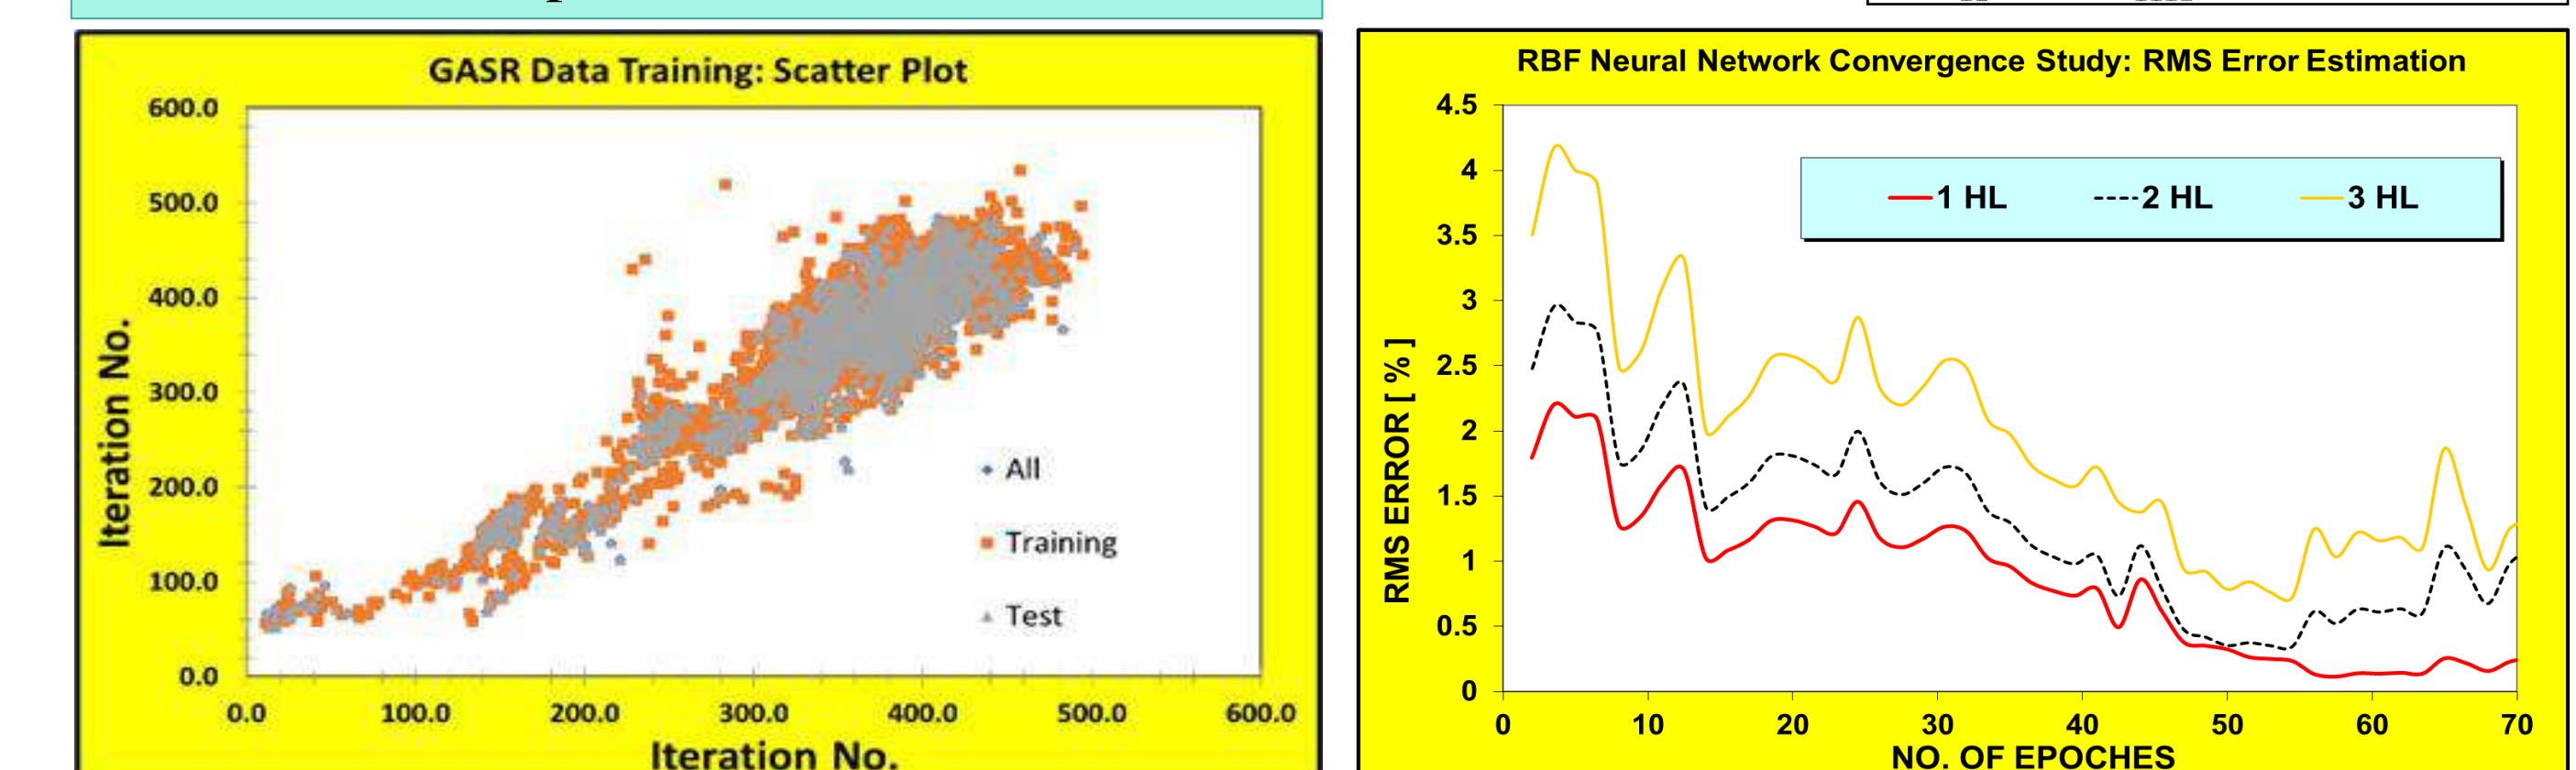 GASR Data Training: Scatter Plot
600.0
500.0
400.0
300.0
200.0
100.0
0.0
Iteration No.
All
Training
Test
0.0 100.0 200.0 300.0 400.0 500.0 600.0
Iteration No.
RBF Neural Network Convergence Study: RMS Error Estimation
4.5
4
3.5
3
2.5
2
1.5
1
0.5
0
RMS ERROR [ % ]
1 HL 2 HL 3 HL
0 10 20 30 40 50 60 70
NO. OF EPOCHES